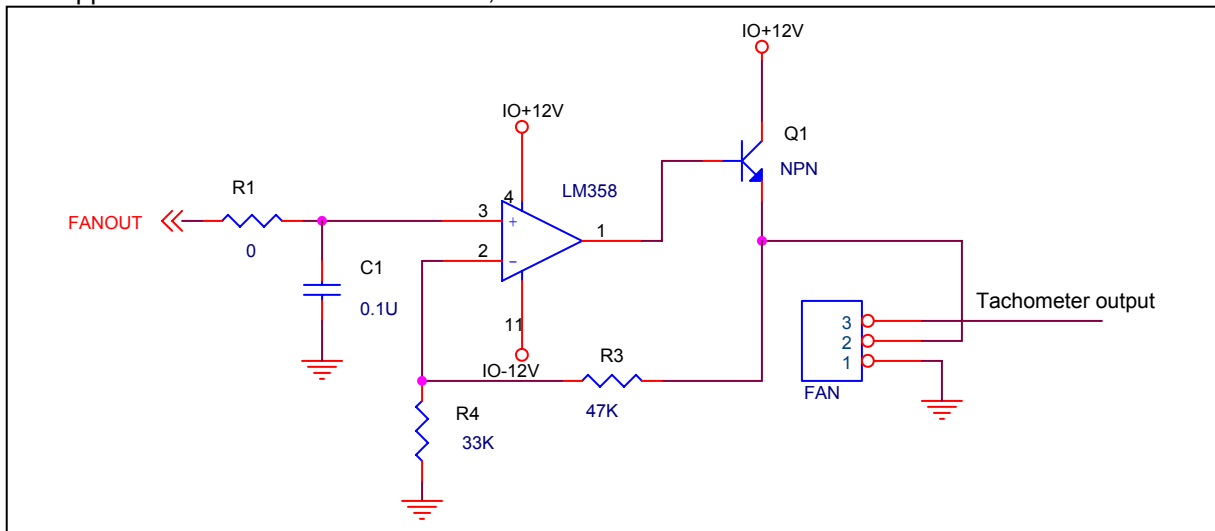 IO+12V
Q1
NPN
IO+12V
4
LM358
R1
FANOUT
0
3
+
1
2
−
C1
0.1U
11
IO-12V
R3
47K
R4
33K
Tachometer output
3
2
1
FAN